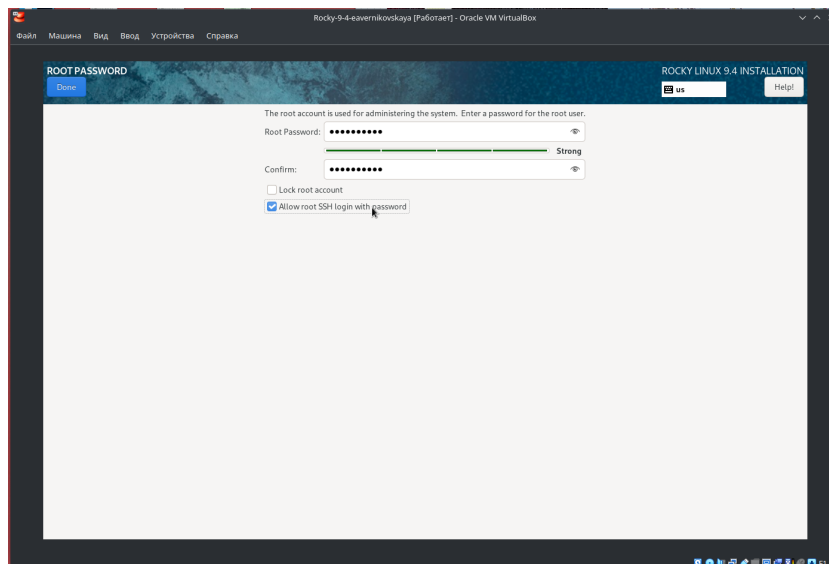 Rocky-9-4-eavernikovskaya [Работает] - Oracle VM VirtualBox
Файл Машина Вид Ввод Устройства Справка
ROOT PASSWORD
ROCKY LINUX 9.4 INSTALLATION
Done
us
Help!
The root account is used for administering the system. Enter a password for the root user.
Root Password: ●●●●●●●●●●
Strong
Confirm: ●●●●●●●●●●
Lock root account
Allow root SSH login with password